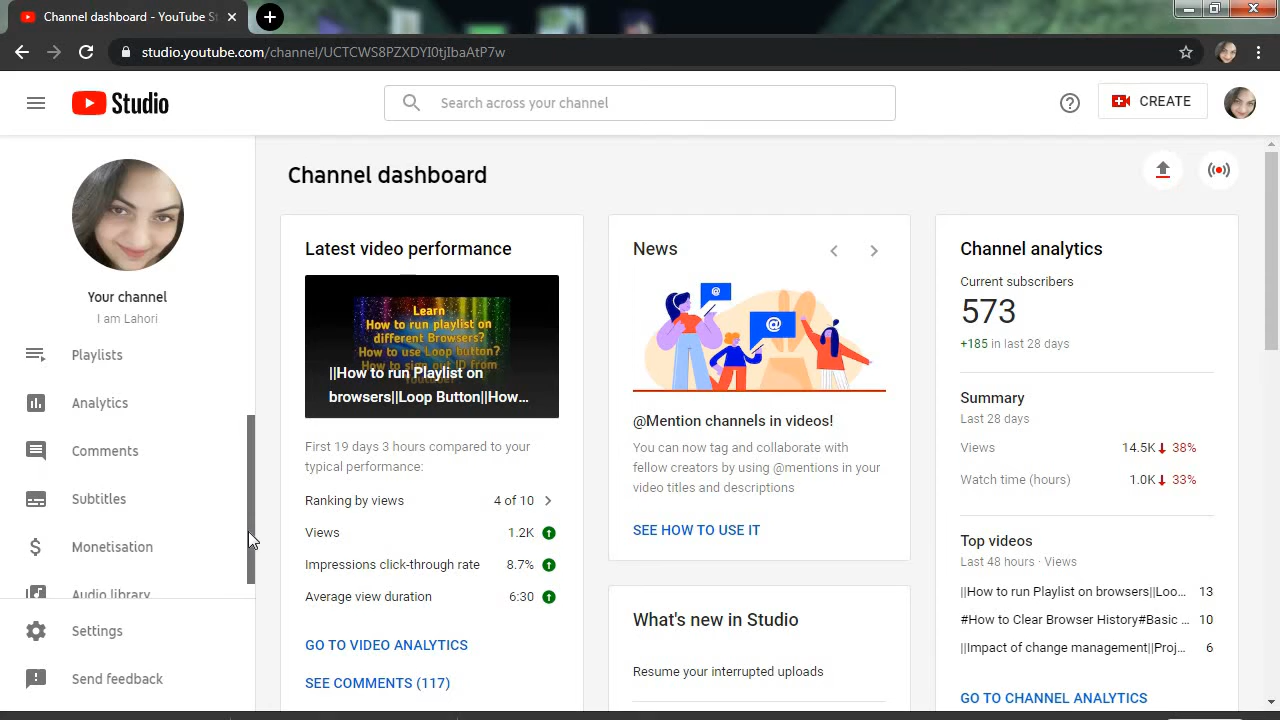 Channel dashboard - YouTube S
studio.youtube.com/channel/UCTCWS8PZXDYI0tjIbaAtP7w
Studio
Search across your channel
CREATE
Your channel
I am Lahori
Playlists
Analytics
Comments
Subtitles
Monetisation
Audio library
Settings
Send feedback
Channel dashboard
Latest video performance
Learn
How to run playlist on
different Browsers?
How to use Loop button?
How to sign out ID from
Youtube?
||How to run Playlist on
browsers||Loop Button||How...
First 19 days 3 hours compared to your
typical performance:
Ranking by views 4 of 10
Views 1.2K
Impressions click-through rate 8.7%
Average view duration 6:30
GO TO VIDEO ANALYTICS
SEE COMMENTS (117)
News
@
@
@Mention channels in videos!
You can now tag and collaborate with
fellow creators by using @mentions in your
video titles and descriptions
SEE HOW TO USE IT
What's new in Studio
Resume your interrupted uploads
Channel analytics
Current subscribers
573
+185 in last 28 days
Summary
Last 28 days
Views 14.5K 38%
Watch time (hours) 1.0K 33%
Top videos
Last 48 hours · Views
||How to run Playlist on browsers||Loo... 13
#How to Clear Browser History#Basic ... 10
||Impact of change management||Proj... 6
GO TO CHANNEL ANALYTICS